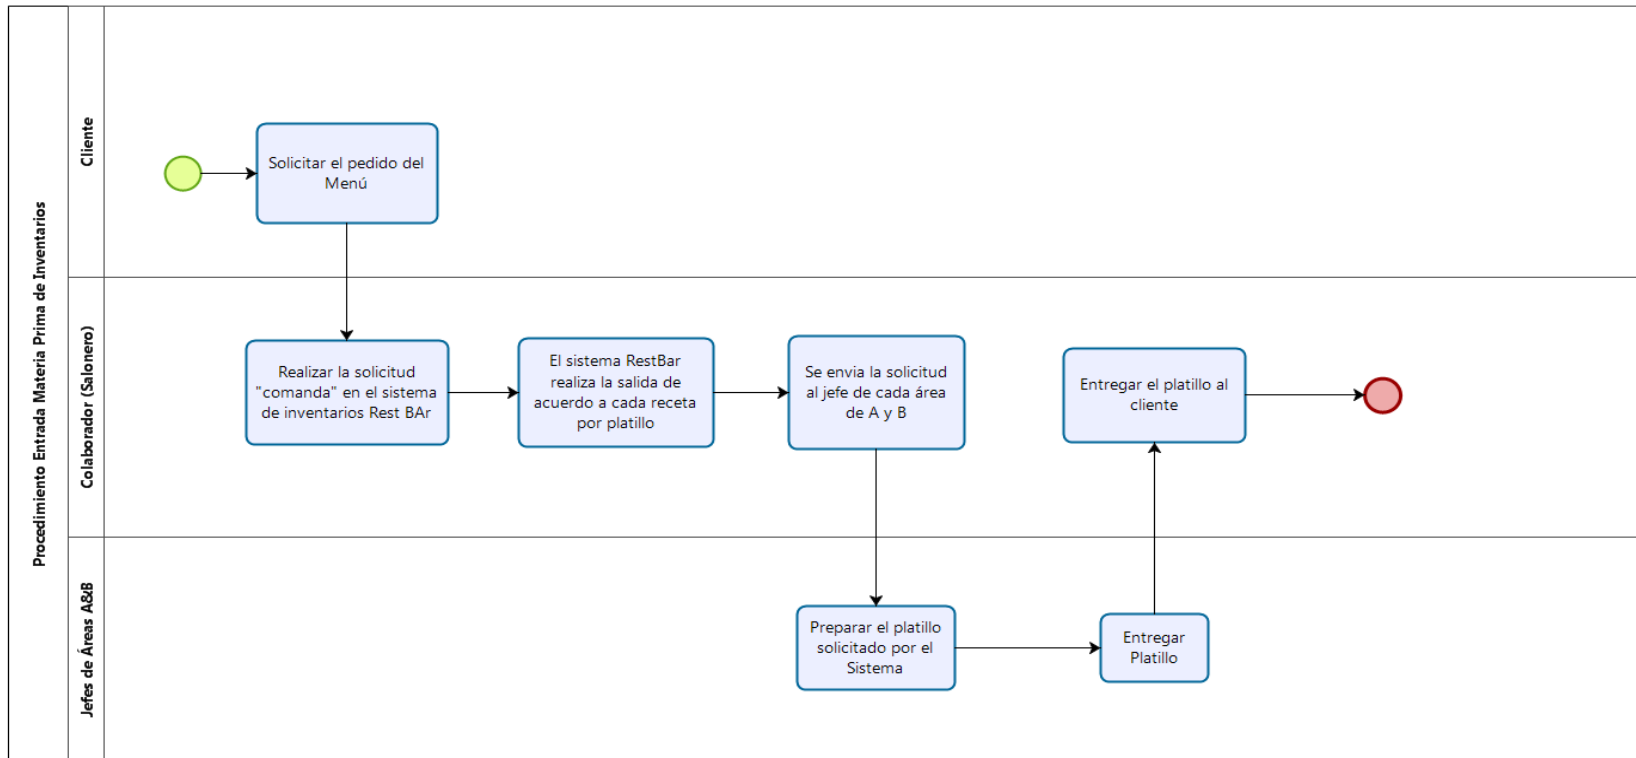 Procedimiento Entrada Materia Prima de Inventarios
Cliente
Solicitar el pedido del
Menú
Colaborador (Salonero)
Realizar la solicitud
"comanda" en el sistema
de inventarios Rest BAr
El sistema RestBar
realiza la salida de
acuerdo a cada receta
por platillo
Se envia la solicitud
al jefe de cada área
de A y B
Entregar el platillo al
cliente
Jefes de Áreas A&B
Preparar el platillo
solicitado por el
Sistema
Entregar
Platillo